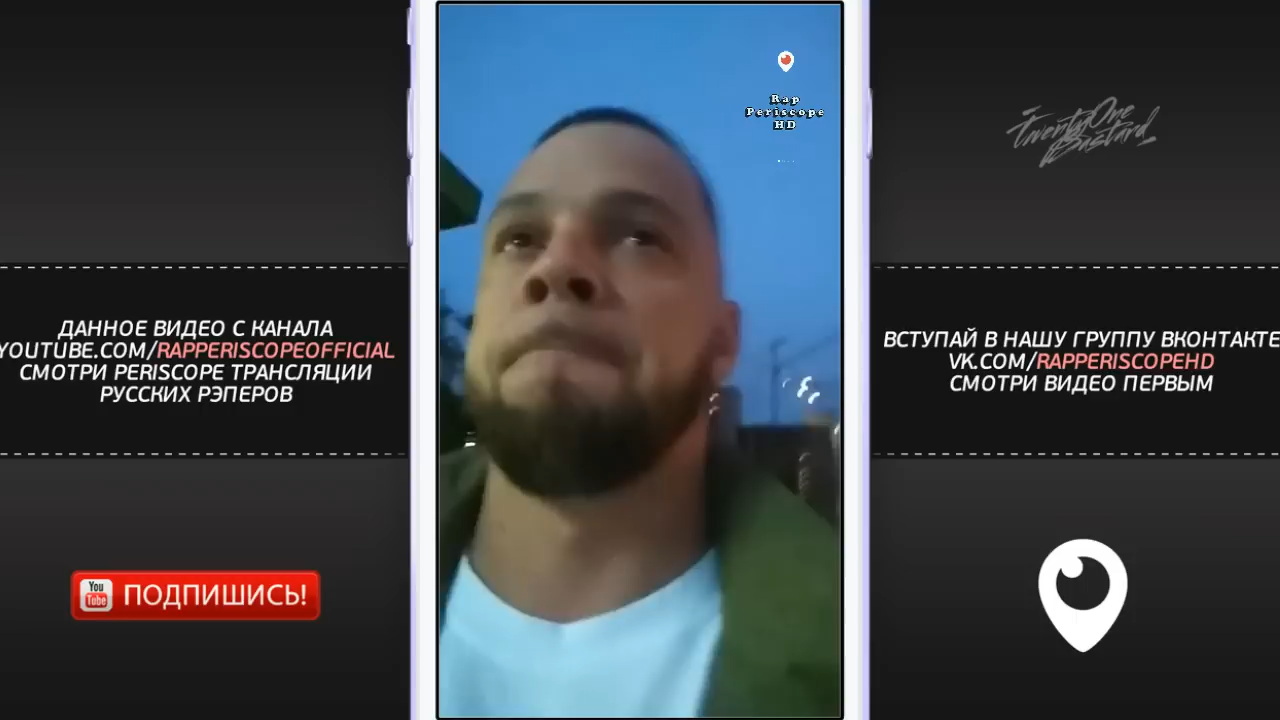 Rap
Periscope
HD
TwentyOne
Bastard
ДАННОЕ ВИДЕО С КАНАЛА
YOUTUBE.COM/RAPPERISCOPEOFFICIAL
СМОТРИ PERISCOPE ТРАНСЛЯЦИИ
РУССКИХ РЭПЕРОВ
ВСТУПАЙ В НАШУ ГРУППУ ВКОНТАКТЕ
VK.COM/RAPPERISCOPEHD
СМОТРИ ВИДЕО ПЕРВЫМ
You
Tube
ПОДПИШИСЬ!